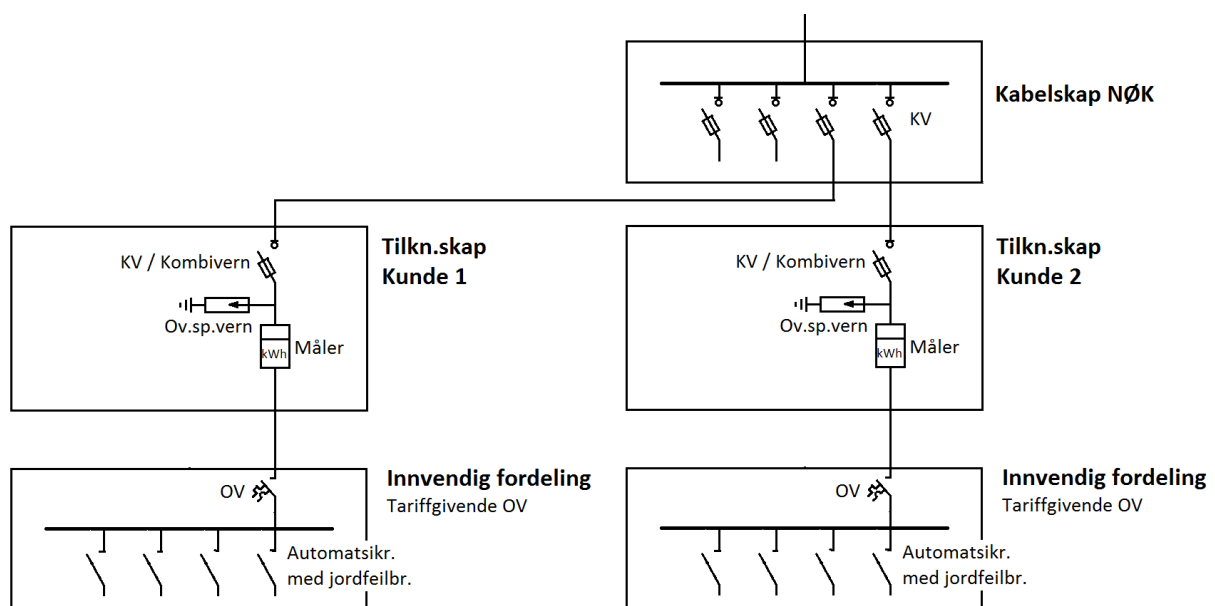 Kabelskap NØK
KV
Tilkn.skap
Kunde 1
KV / Kombivern
Ov.sp.vern
kWh
Måler
Tilkn.skap
Kunde 2
KV / Kombivern
Ov.sp.vern
kWh
Måler
Innvendig fordeling
Tariffgivende OV
OV
Automatsikr.
med jordfeilbr.
Innvendig fordeling
Tariffgivende OV
OV
Automatsikr.
med jordfeilbr.